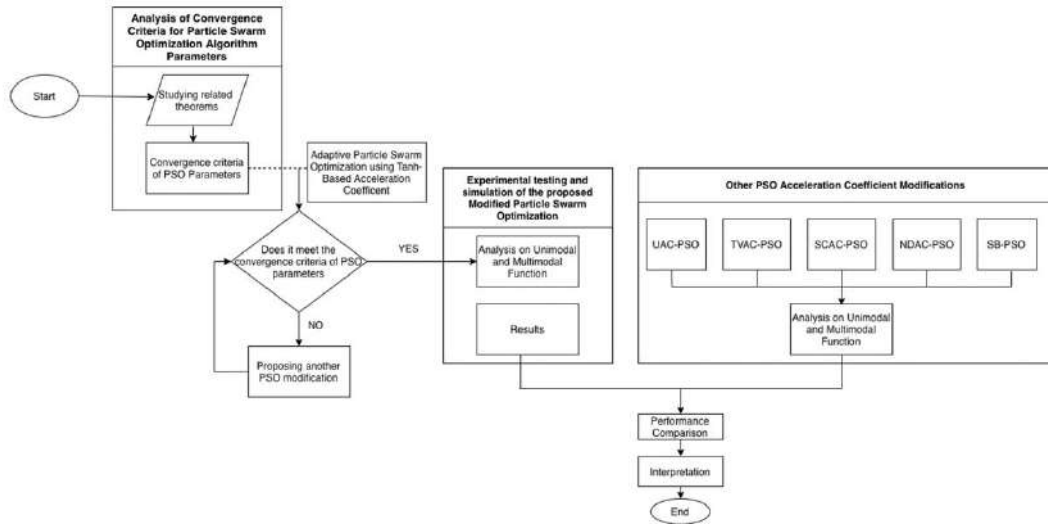 Analysis of Convergence
Criteria for Particle Swarm
Optimization Algorithm
Parameters
Start
Studying related
theorems
Convergence criteria
of PSO Parameters
Adaptive Particle Swarm
Optimization using Tanh-
Based Acceleration
Coefficent
Does it meet the
convergence criteria of PSO
parameters
YES
NO
Proposing another
PSO modification
Experimental testing and
simulation of the proposed
Modified Particle Swarm
Optimization
Analysis on Unimodal
and Multimodal
Function
Results
Other PSO Acceleration Coefficient Modifications
UAC-PSO
TVAC-PSO
SCAC-PSO
NDAC-PSO
SB-PSO
Analysis on Unimodal
and Multimodal
Function
Performance
Comparison
Interpretation
End